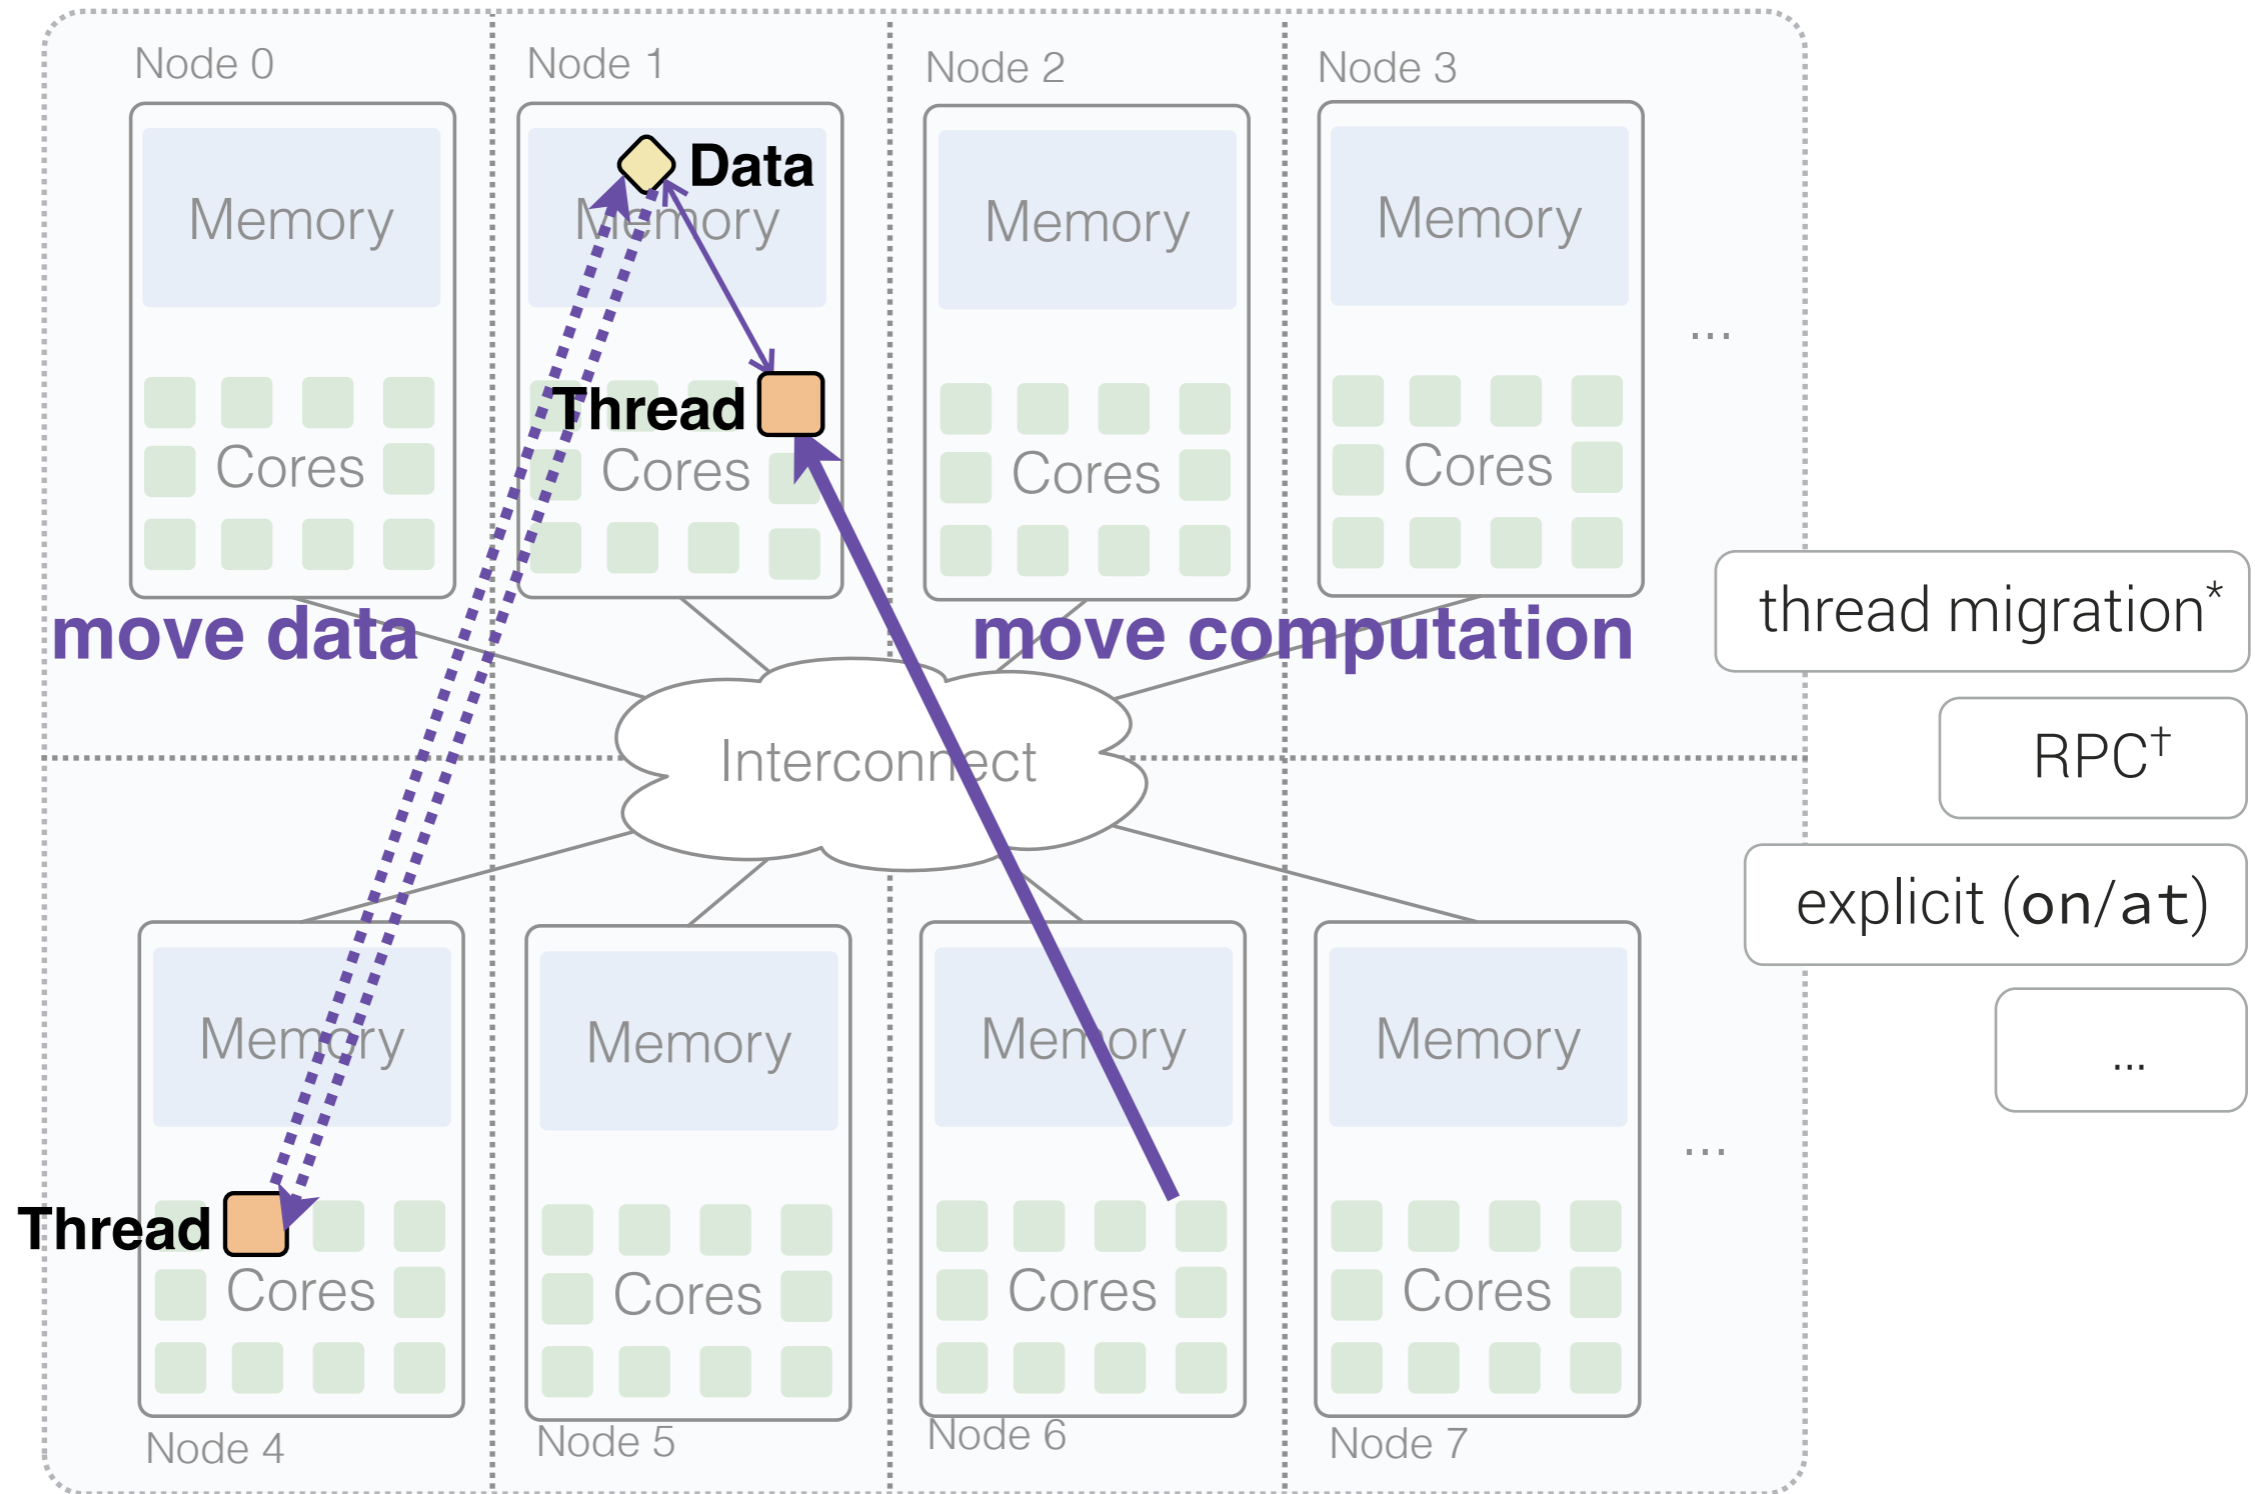 Node 0
Node 1
Node 2
Node 3
Data
Memory
Memory
Memory
Memory
...
Thread
Cores
Cores
Cores
Cores
move data
move computation
thread migration*
Interconnect
RPC†
explicit (on/at)
...
Memory
Memory
Memory
Memory
...
Thread
Cores
Cores
Cores
Cores
Node 4
Node 5
Node 6
Node 7